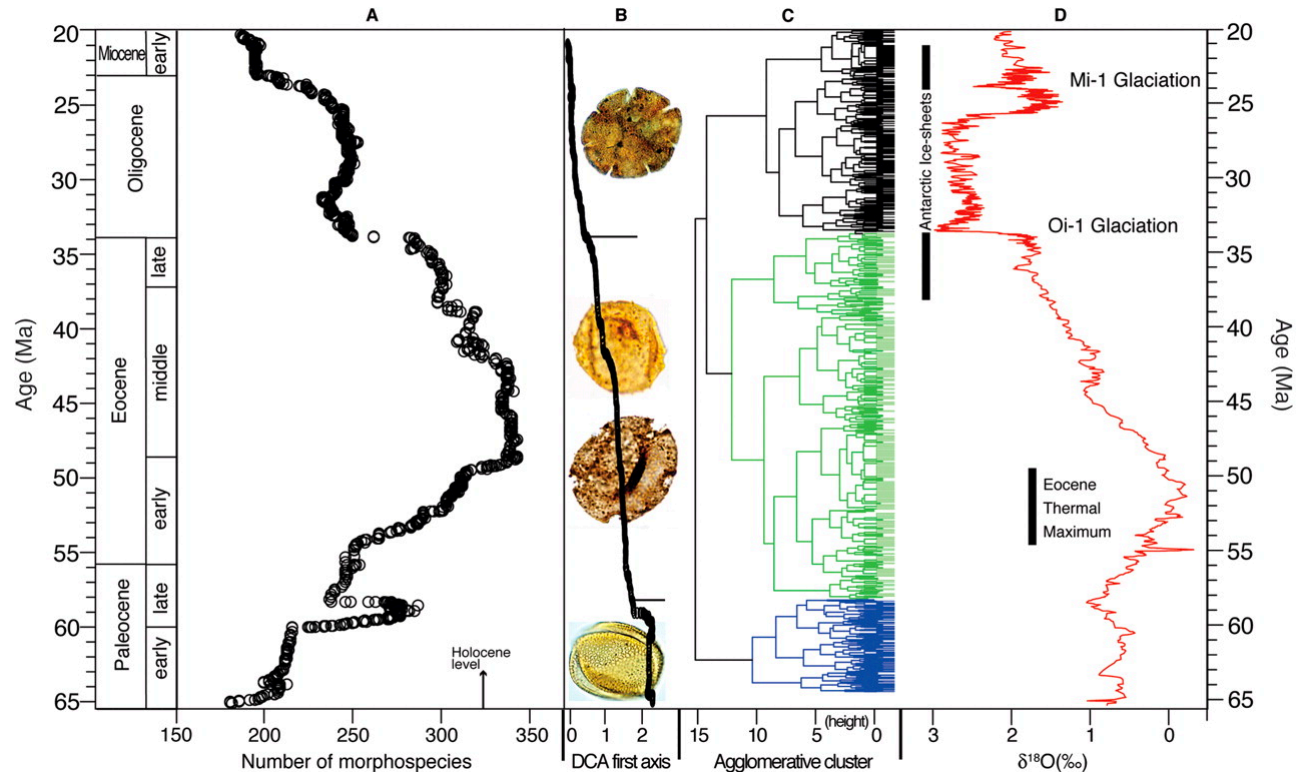 A B C D
20 20
Miocene early
25 25
Mi-1 Glaciation
Oligocene
30 30
Antarctic Ice-sheets
Oi-1 Glaciation
35 35
late
40 40
Age (Ma) Age (Ma)
Eocene middle
45 45
50 50
early
Eocene
Thermal
Maximum
55 55
Paleocene late
60 60
early
Holocene
level
65 65
150 200 250 300 350 0 1 2 15 10 5 (height) 0 3 2 1 0
Number of morphospecies DCA first axis Agglomerative cluster δ¹⁸O(‰)